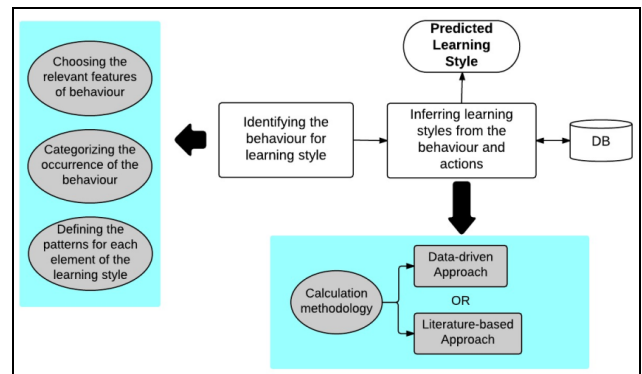 Choosing the
relevant features
of behaviour
Categorizing the
occurrence of the
behaviour
Defining the
patterns for each
element of the
learning style
Identifying the
behaviour for
learning style
Predicted
Learning
Style
Inferring learning
styles from the
behaviour and
actions
DB
Calculation
methodology
Data-driven
Approach
OR
Literature-based
Approach